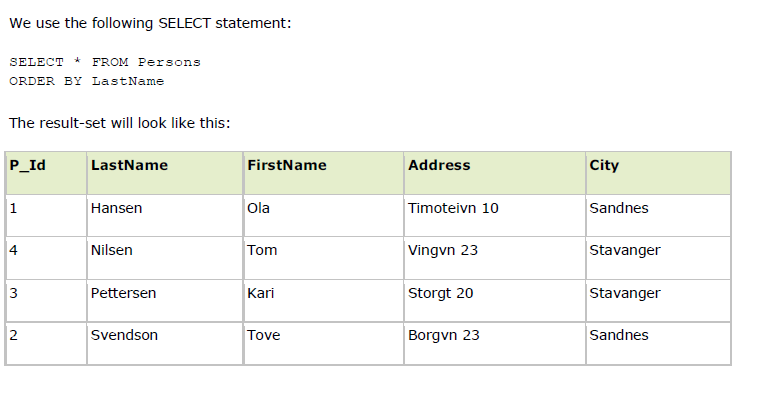 We use the following SELECT statement:
SELECT * FROM Persons
ORDER BY LastName
The result-set will look like this:
P_Id LastName FirstName Address City
1 Hansen Ola Timoteivn 10 Sandnes
4 Nilsen Tom Vingvn 23 Stavanger
3 Pettersen Kari Storgt 20 Stavanger
2 Svendson Tove Borgvn 23 Sandnes